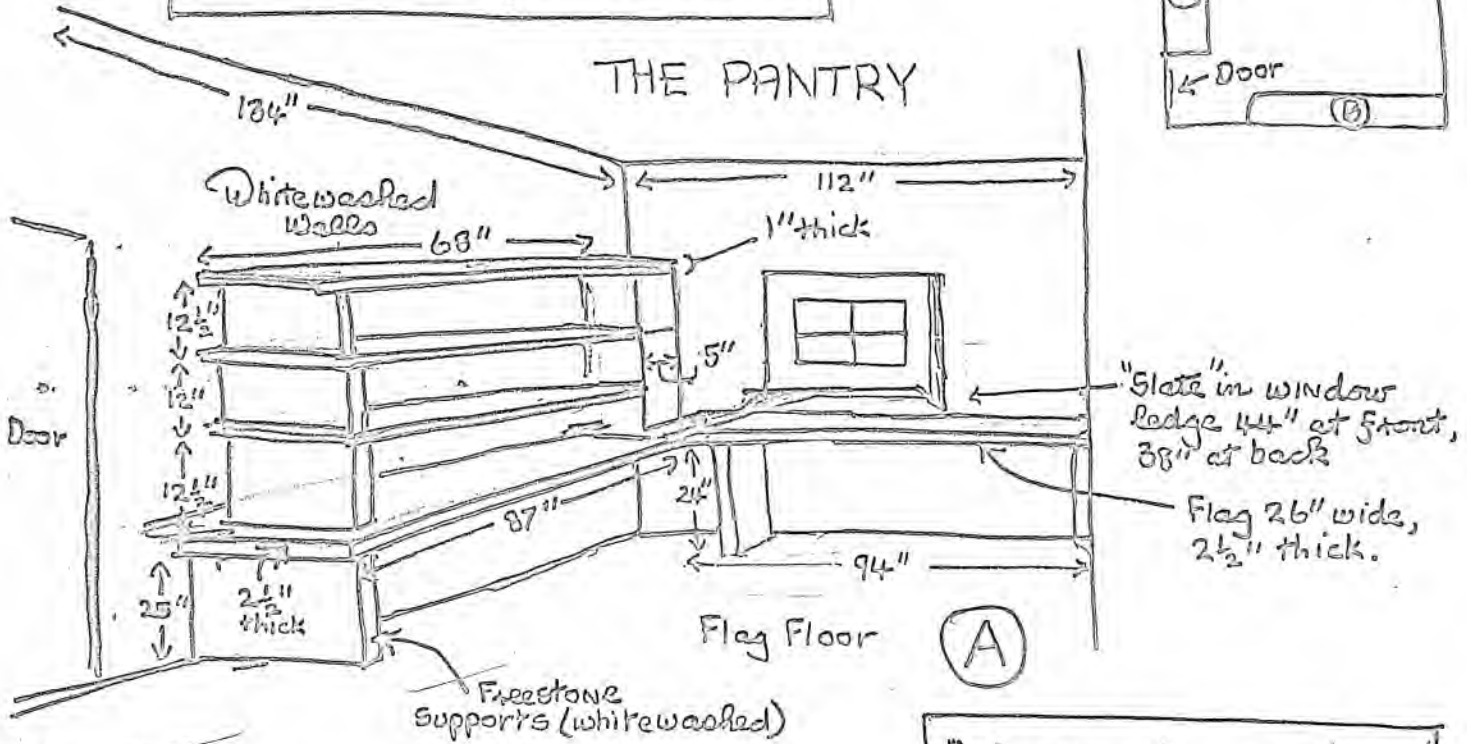 THE PANTRY
Door
B
134"
112"
Whitewashed
Walls
68"
1" thick
12½"
12"
12½"
5"
Door
"Slate" in window
ledge 44" at front,
38" at back
Flag 26" wide,
2½" thick.
87"
24"
94"
25"
2½"
thick
Flag Floor
A
Freestone
Supports (whitewashed)